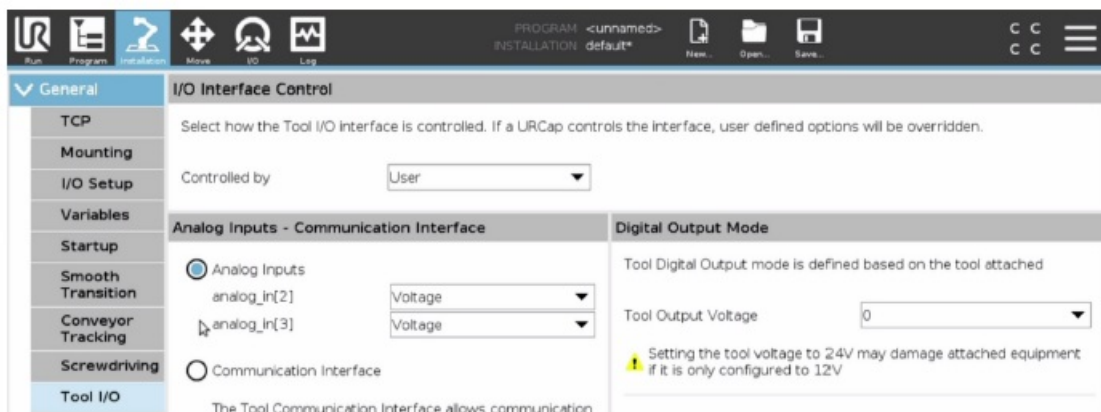 UR
PROGRAM <unnamed>
INSTALLATION default*
C C
C C
Run Program Installation Move I/O Log New... Open... Save...
General
TCP
Mounting
I/O Setup
Variables
Startup
Smooth
Transition
Conveyor
Tracking
Screwdriving
Tool I/O
I/O Interface Control
Select how the Tool I/O interface is controlled. If a URCap controls the interface, user defined options will be overridden.
Controlled by User
Analog Inputs - Communication Interface
Analog Inputs
analog_in[2] Voltage
analog_in[3] Voltage
Communication Interface
The Tool Communication Interface allows communication
Digital Output Mode
Tool Digital Output mode is defined based on the tool attached
Tool Output Voltage 0
Setting the tool voltage to 24V may damage attached equipment
if it is only configured to 12V